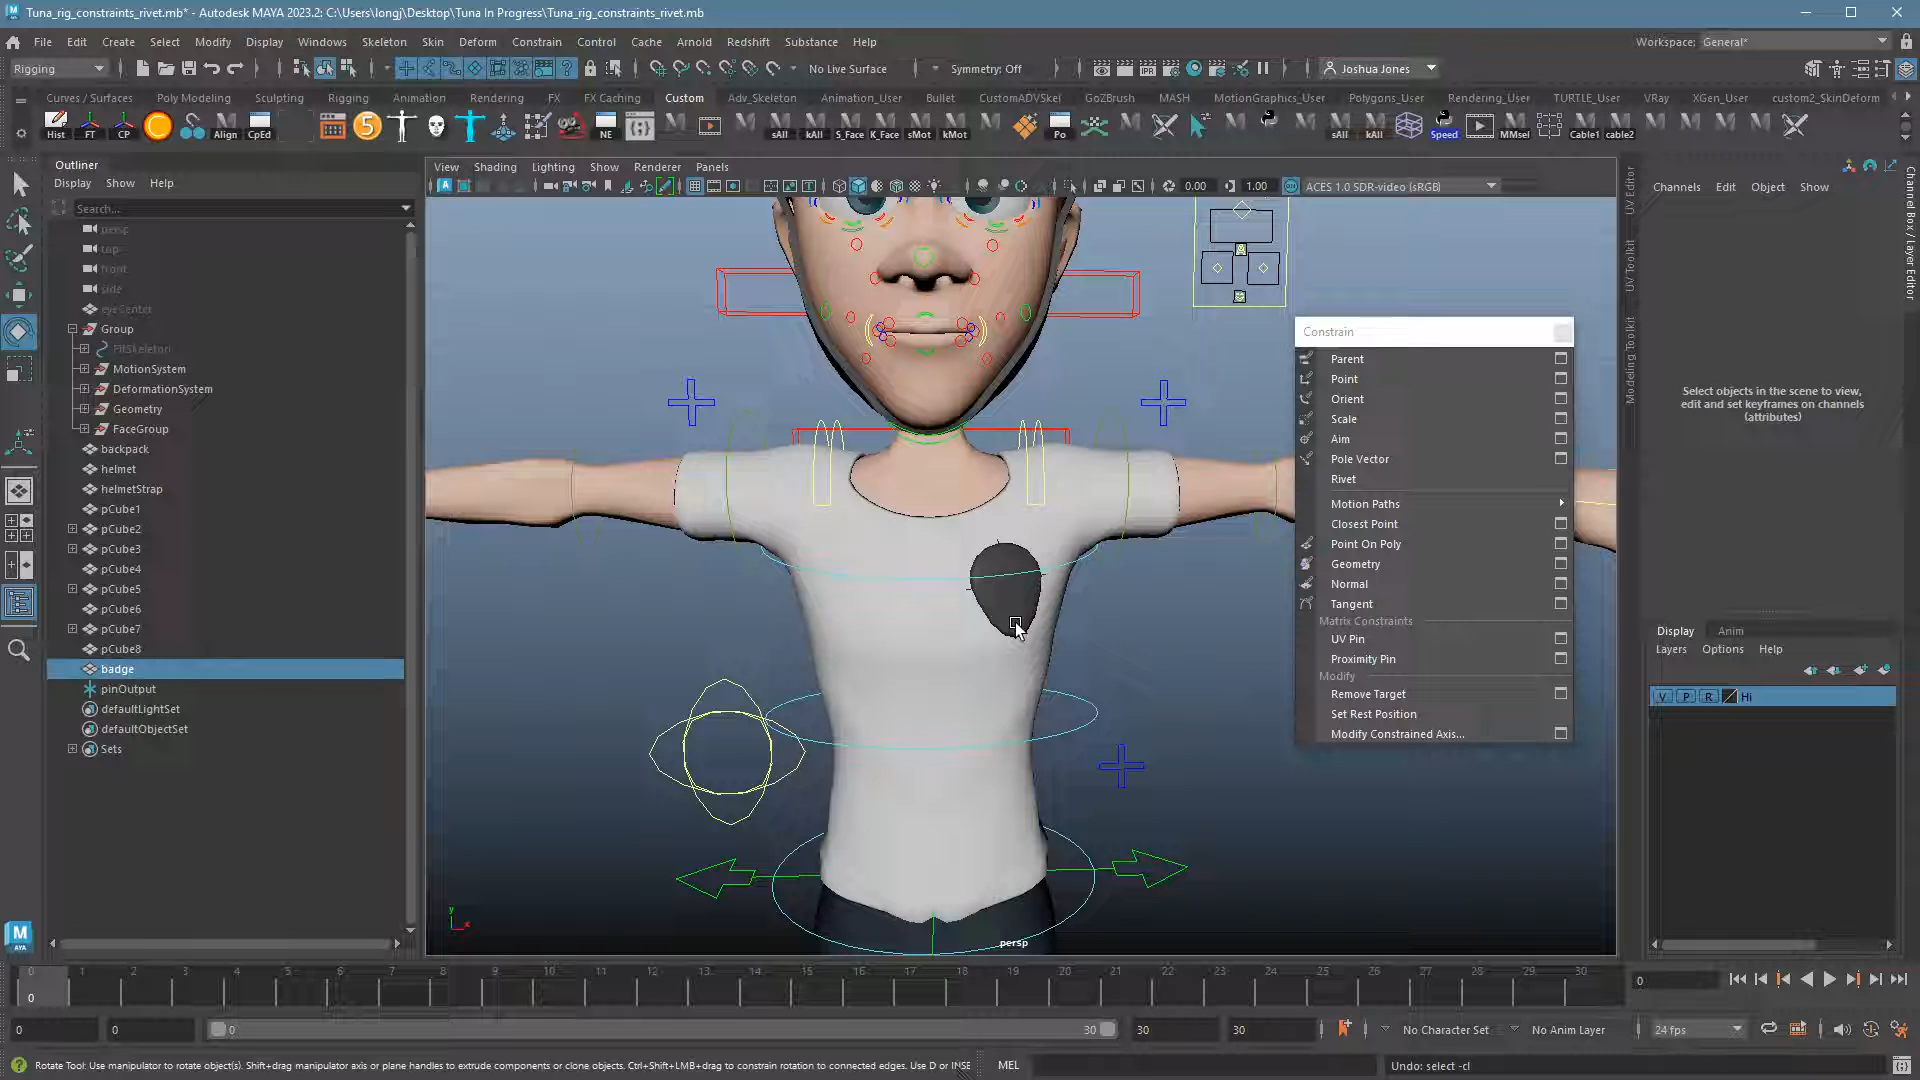 Tuna_rig_constraints_rivet.mb* - Autodesk MAYA 2023.2: C:\Users\longj\Desktop\Tuna In Progress\Tuna_rig_constraints_rivet.mb
File Edit Create Select Modify Display Windows Skeleton Skin Deform Constrain Control Cache Arnold Redshift Substance Help
Workspace: General*
Rigging
No Live Surface
Symmetry: Off
Joshua Jones
Curves / Surfaces Poly Modeling Sculpting Rigging Animation Rendering FX FX Caching Custom Adv_Skeleton Animation_User Bullet CustomADVSkel GoZBrush MASH MotionGraphics_User Polygons_User Rendering_User TURTLE_User VRay XGen_User custom2_SkinDeform
Hist FT CP Align CpEd NE sAll kAll S_Face K_Face sMot kMot Po sAll kAll Speed MMsel Cable1 cable2
Outliner
Display Show Help
Search...
persp
top
front
side
eyeCenter
Group
FitSkeleton
MotionSystem
DeformationSystem
Geometry
FaceGroup
backpack
helmet
helmetStrap
pCube1
pCube2
pCube3
pCube4
pCube5
pCube6
pCube7
pCube8
badge
pinOutput
defaultLightSet
defaultObjectSet
Sets
View Shading Lighting Show Renderer Panels
0.00
1.00
ACES 1.0 SDR-video (sRGB)
persp
Constrain
Parent
Point
Orient
Scale
Aim
Pole Vector
Rivet
Motion Paths
Closest Point
Point On Poly
Geometry
Normal
Tangent
Matrix Constraints
UV Pin
Proximity Pin
Modify
Remove Target
Set Rest Position
Modify Constrained Axis...
UV Editor
UV Toolkit
Modeling Toolkit
Channels Edit Object Show
Channel Box / Layer Editor
Select objects in the scene to view,
edit and set keyframes on channels
(attributes)
Display Anim
Layers Options Help
V P R Hi
0 1 2 3 4 5 6 7 8 9 10 11 12 13 14 15 16 17 18 19 20 21 22 23 24 25 26 27 28 29 30
0
0
0 0 0 30 30 30
No Character Set
No Anim Layer
24 fps
Rotate Tool: Use manipulator to rotate object(s). Shift+drag manipulator axis or plane handles to extrude components or clone objects. Ctrl+Shift+LMB+drag to constrain rotation to connected edges. Use D or INSE
MEL
Undo: select -cl